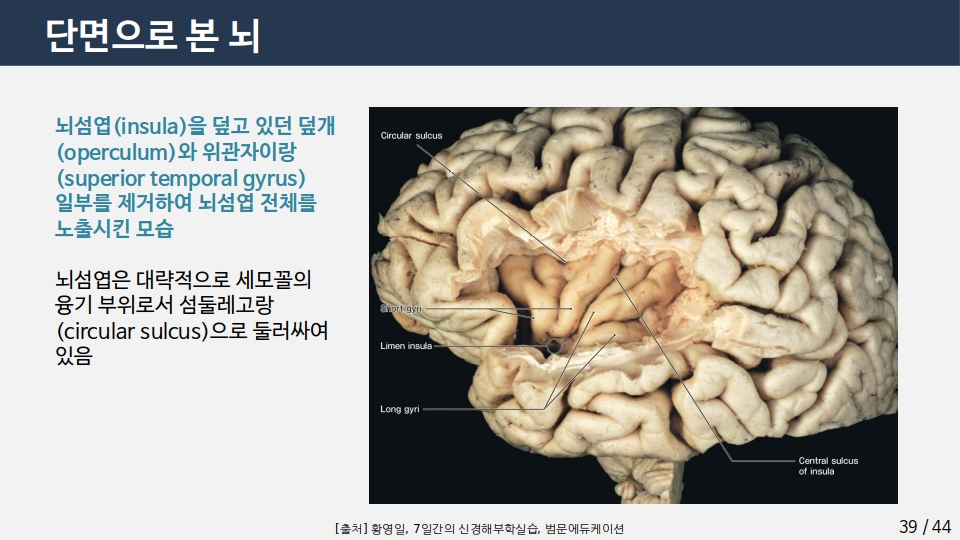 단면으로 본 뇌
뇌섬엽(insula)을 덮고 있던 덮개
(operculum)와 위관자이랑
(superior temporal gyrus)
일부를 제거하여 뇌섬엽 전체를
노출시킨 모습
뇌섬엽은 대략적으로 세모꼴의
융기 부위로서 섬둘레고랑
(circular sulcus)으로 둘러싸여
있음
Circular sulcus
Short gyri
Limen insula
Long gyri
Central sulcus
of insula
[출처] 황영일, 7일간의 신경해부학실습, 범문에듀케이션
39 / 44